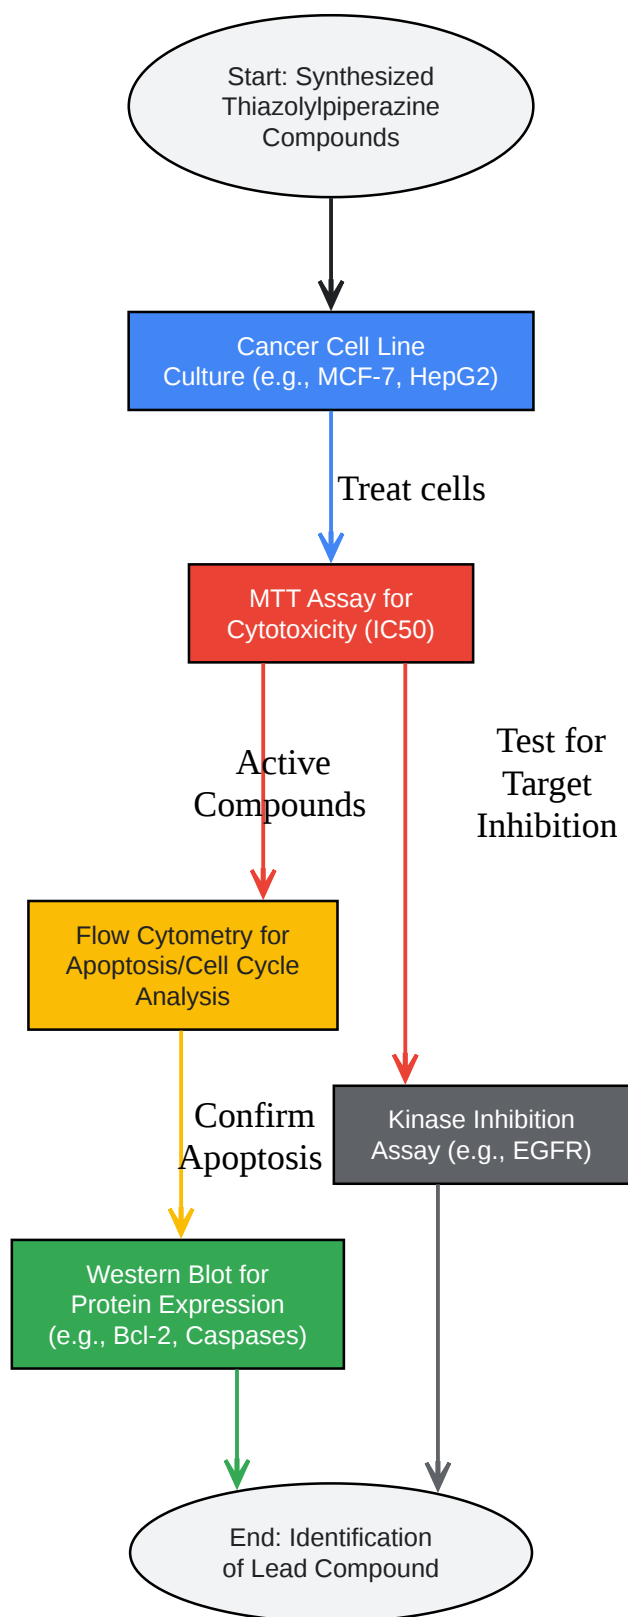 Start: Synthesized
Thiazolylpiperazine
Compounds
Cancer Cell Line
Culture (e.g., MCF-7, HepG2)
Treat cells
MTT Assay for
Cytotoxicity (IC50)
Active
Compounds
Test for
Target
Inhibition
Flow Cytometry for
Apoptosis/Cell Cycle
Analysis
Confirm
Apoptosis
Kinase Inhibition
Assay (e.g., EGFR)
Western Blot for
Protein Expression
(e.g., Bcl-2, Caspases)
End: Identification
of Lead Compound